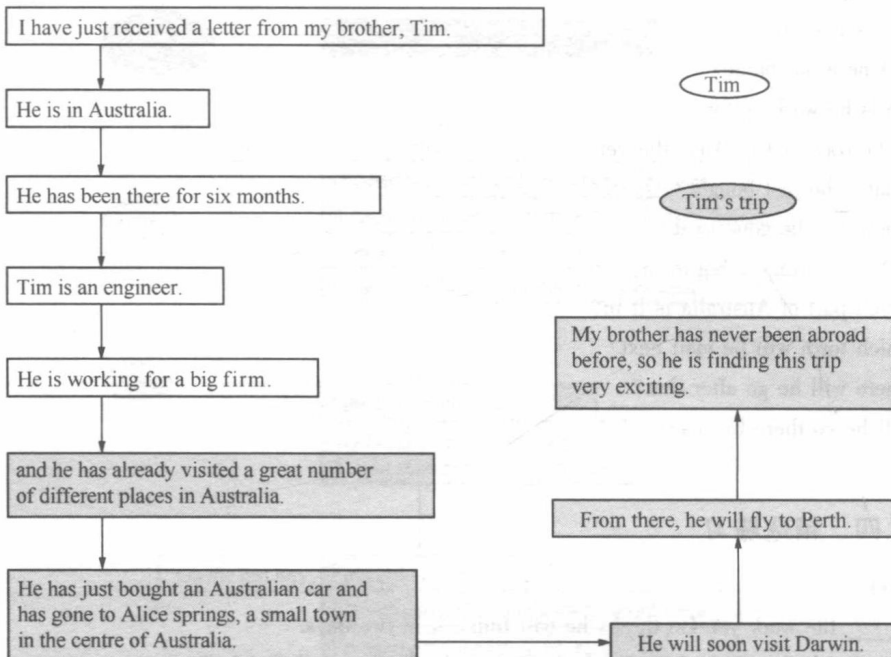 I have just received a letter from my brother, Tim.
He is in Australia.
He has been there for six months.
Tim is an engineer.
He is working for a big firm.
and he has already visited a great number
of different places in Australia.
He has just bought an Australian car and
has gone to Alice springs, a small town
in the centre of Australia.
He will soon visit Darwin.
From there, he will fly to Perth.
My brother has never been abroad
before, so he is finding this trip
very exciting.
Tim
Tim's trip